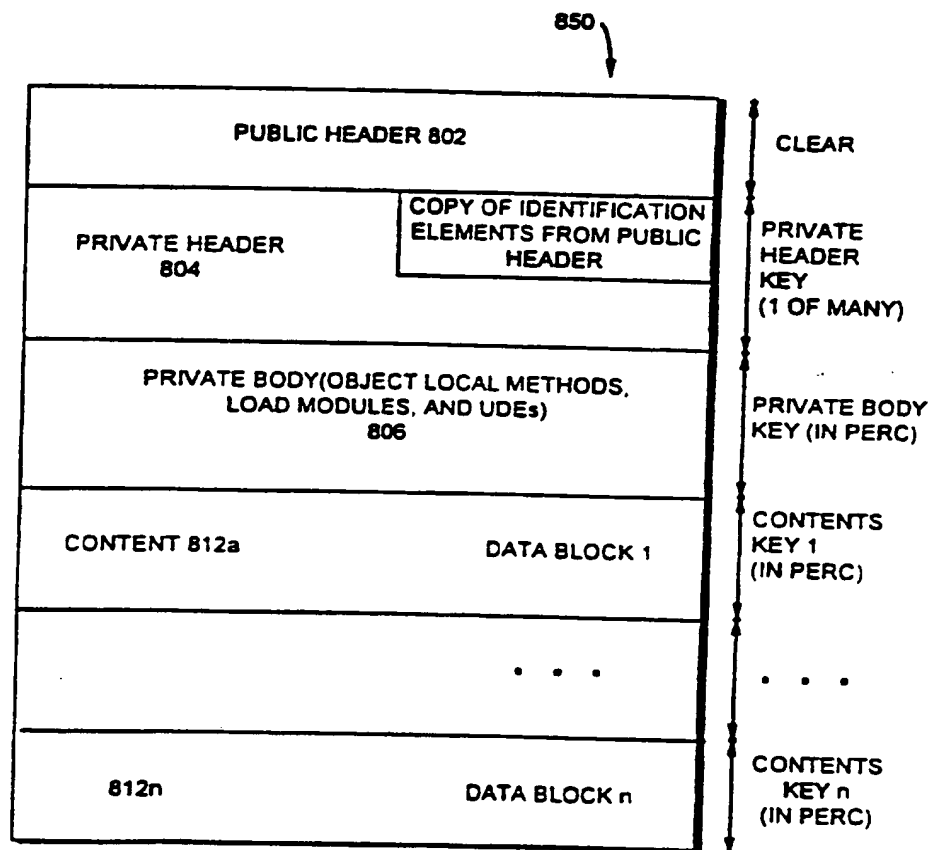 850
PUBLIC HEADER 802
CLEAR
PRIVATE HEADER
804
COPY OF IDENTIFICATION
ELEMENTS FROM PUBLIC
HEADER
PRIVATE
HEADER
KEY
(1 OF MANY)
PRIVATE BODY(OBJECT LOCAL METHODS,
LOAD MODULES, AND UDEs)
806
PRIVATE BODY
KEY (IN PERC)
CONTENT 812a
DATA BLOCK 1
CONTENTS
KEY 1
(IN PERC)
. . .
. . .
812n
DATA BLOCK n
CONTENTS
KEY n
(IN PERC)